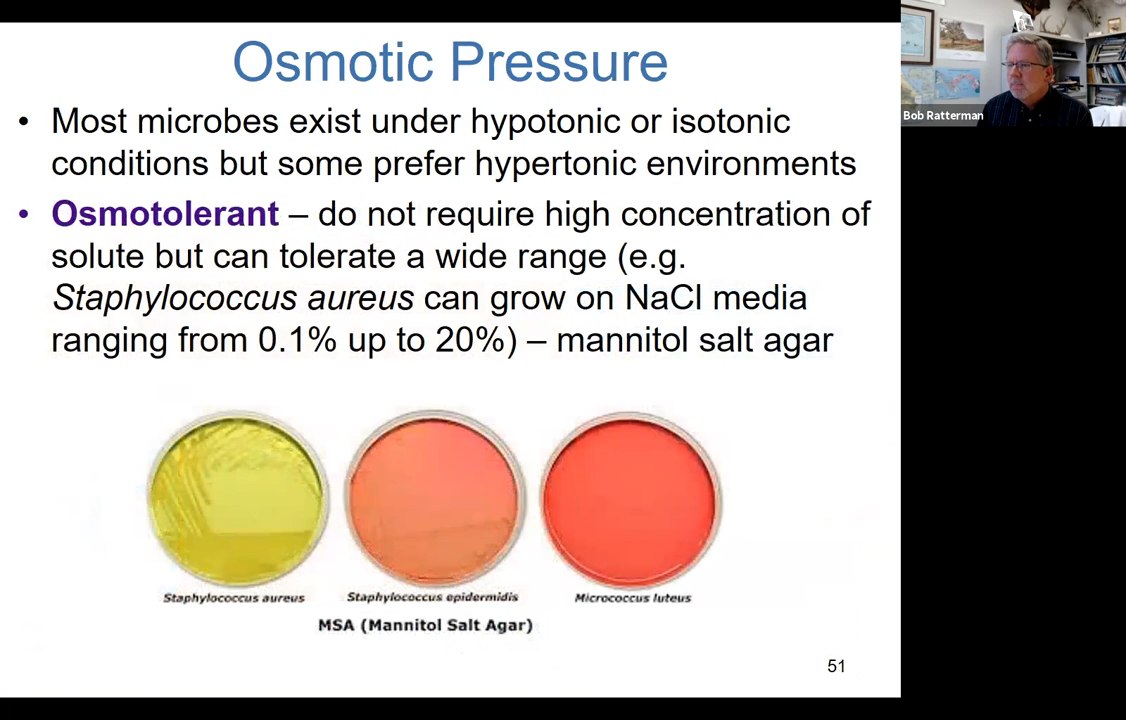 Osmotic Pressure
• Most microbes exist under hypotonic or isotonic
conditions but some prefer hypertonic environments
• Osmotolerant – do not require high concentration of
solute but can tolerate a wide range (e.g.
Staphylococcus aureus can grow on NaCl media
ranging from 0.1% up to 20%) – mannitol salt agar
Staphylococcus aureus
Staphylococcus epidermidis
Micrococcus luteus
MSA (Mannitol Salt Agar)
51
Bob Ratterman